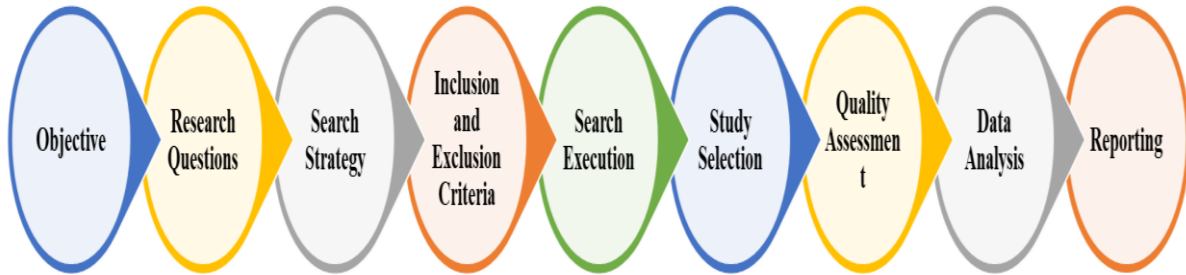 Objective
Research
Questions
Search
Strategy
Inclusion
and
Exclusion
Criteria
Search
Execution
Study
Selection
Quality
Assessmen
t
Data
Analysis
Reporting